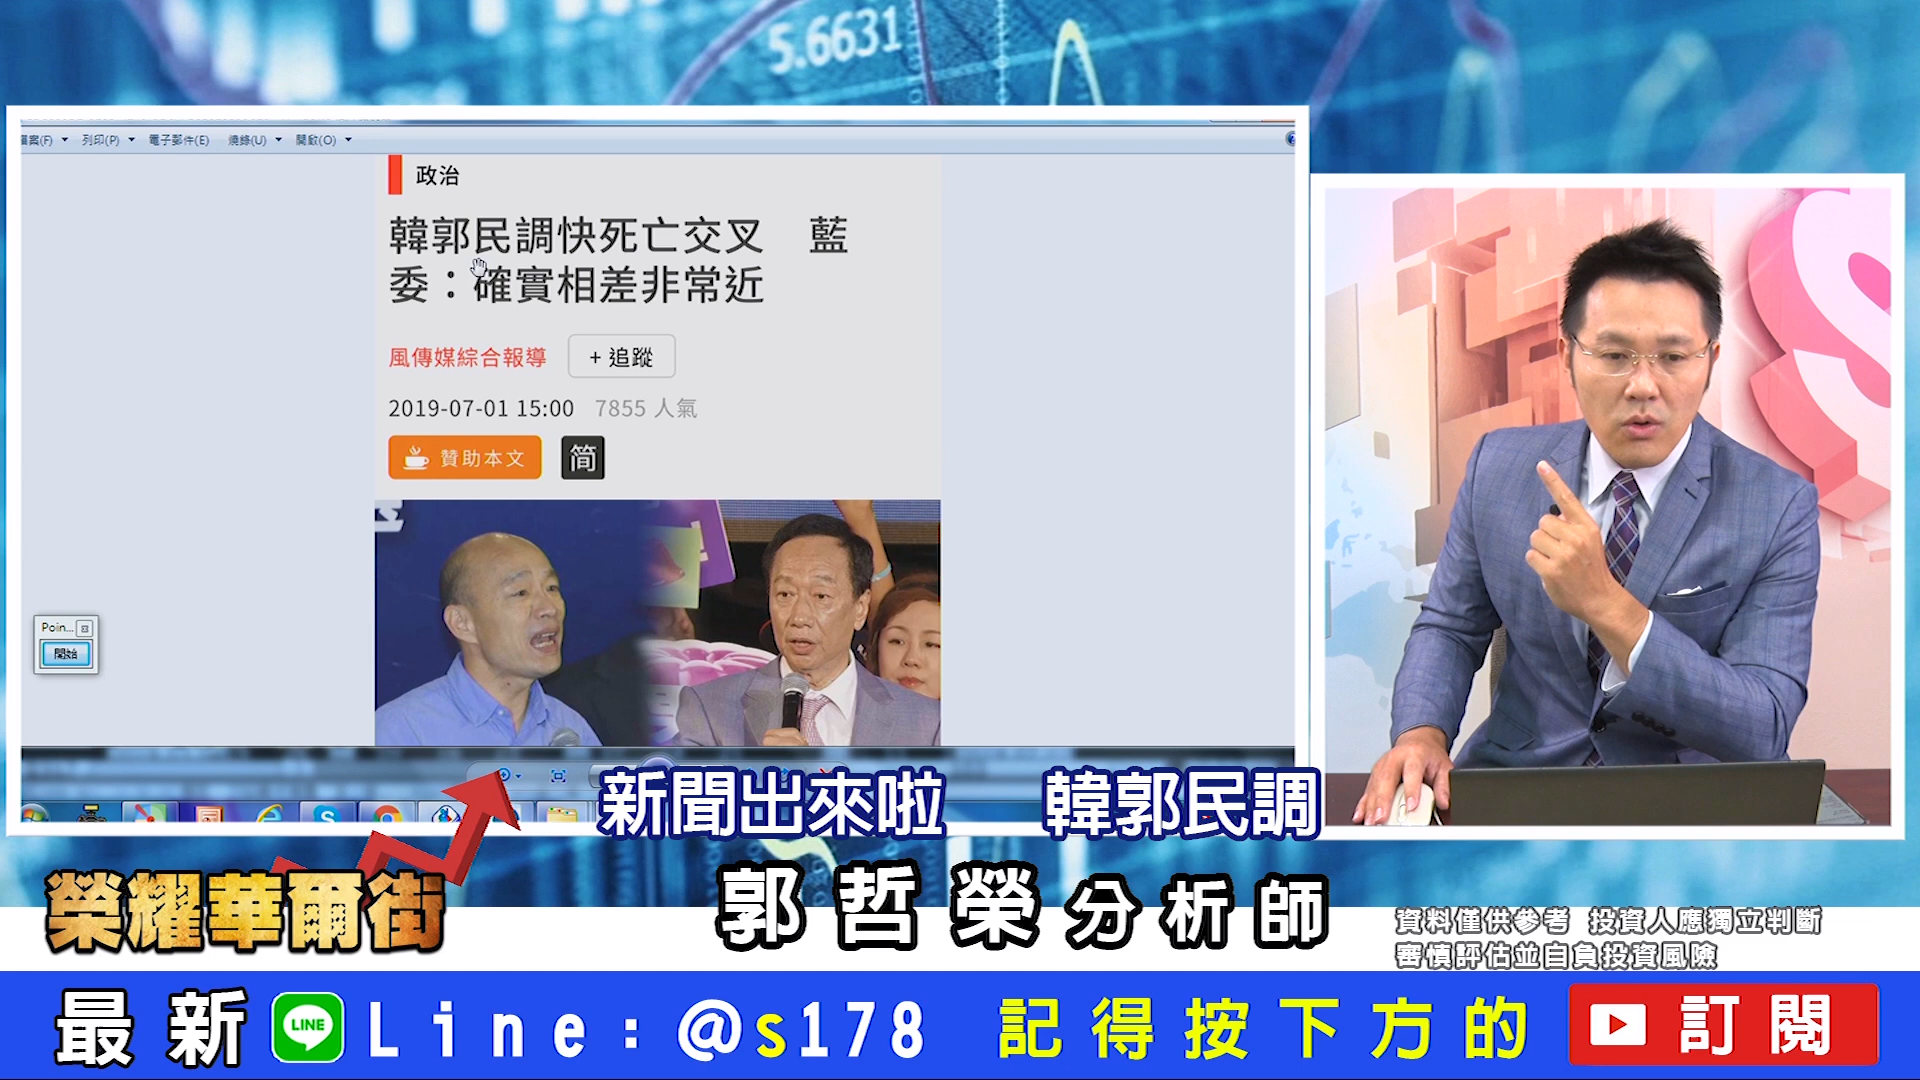 5.6631
檔案(F) 列印(P) 電子郵件(E) 燒錄(U) 開啟(O)
政治
韓郭民調快死亡交叉 藍
委：確實相差非常近
風傳媒綜合報導 + 追蹤
2019-07-01 15:00 7855 人氣
贊助本文 简
Poin...
開始
新聞出來啦 韓郭民調
榮耀華爾街
郭哲榮分析師
資料僅供參考 投資人應獨立判斷
審慎評估並自負投資風險
最新 LINE Line：@s178 記得按下方的 訂閱